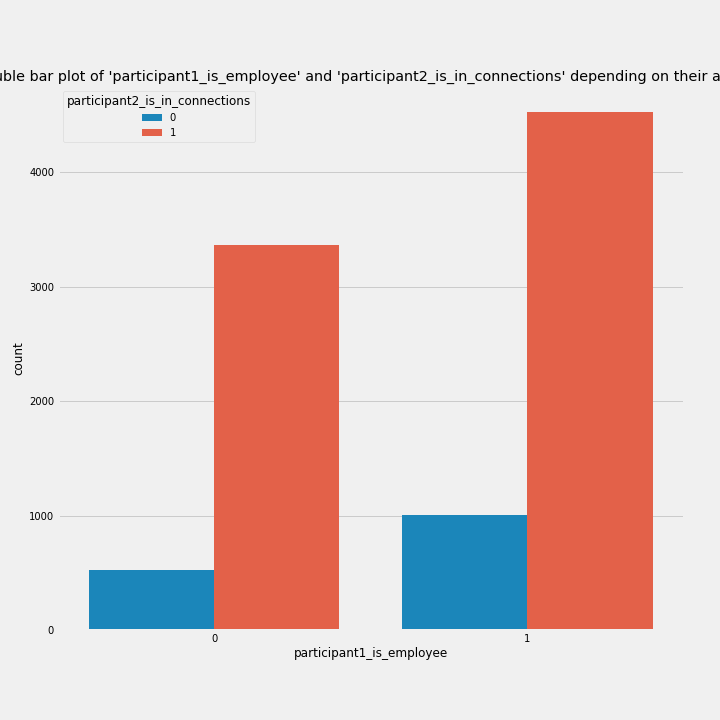 bar plot of 'participant1_is_employee' and 'participant2_is_in_connections' depending on their
participant2_is_in_connections
0
1
4000
3000
2000
1000
0
count
0 1
participant1_is_employee